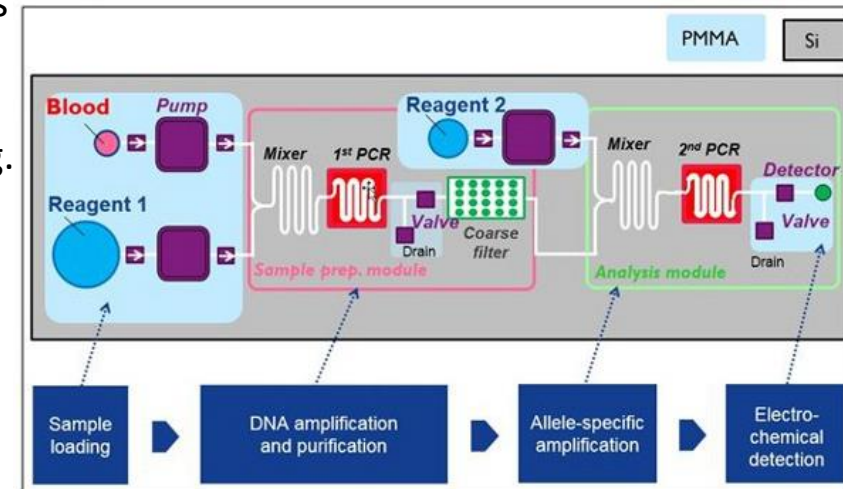 s
g.
PMMA
Si
Blood
Pump
Reagent 1
Mixer
1st PCR
Valve
Drain
Coarse
filter
Sample prep. module
Reagent 2
Mixer
2nd PCR
Detector
Valve
Drain
Analysis module
Sample
loading
DNA amplification
and purification
Allele-specific
amplification
Electro-
chemical
detection